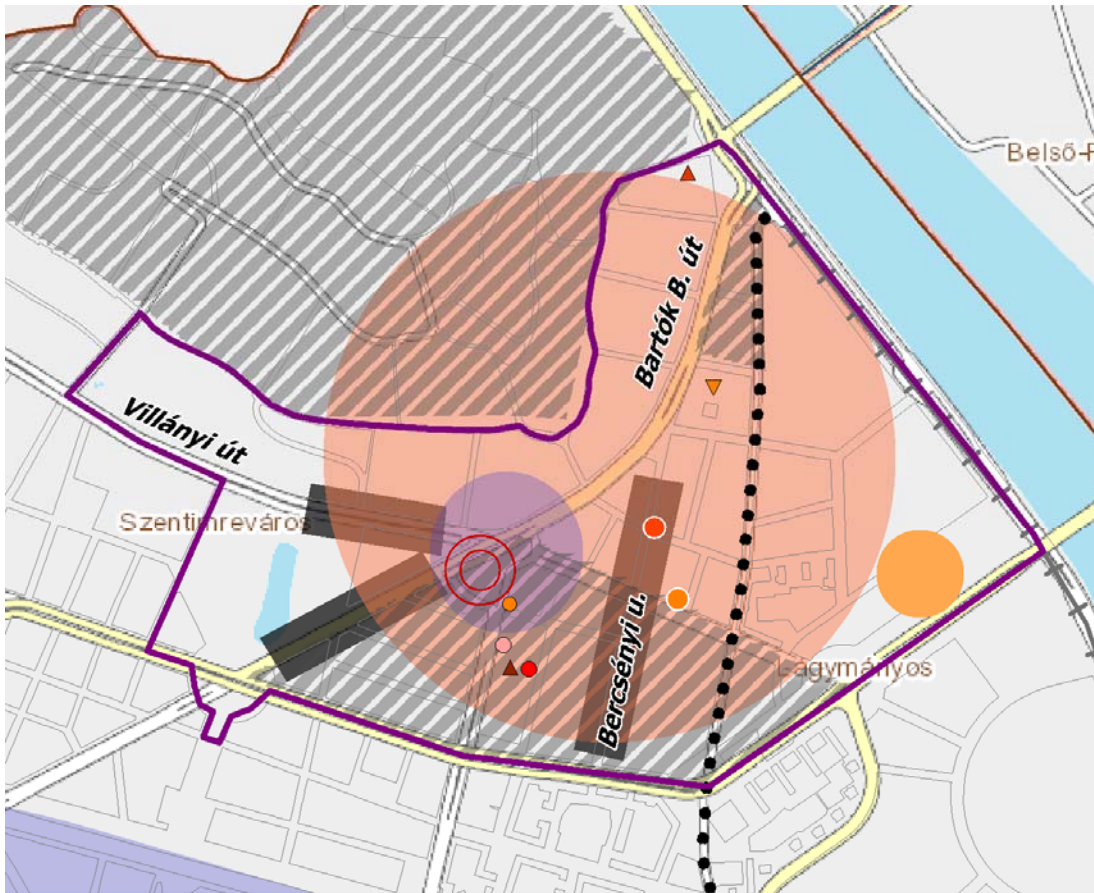 Belső-P
Bartók B. út
Villányi út
Szentimreváros
Bercsényi u.
Lágymányos